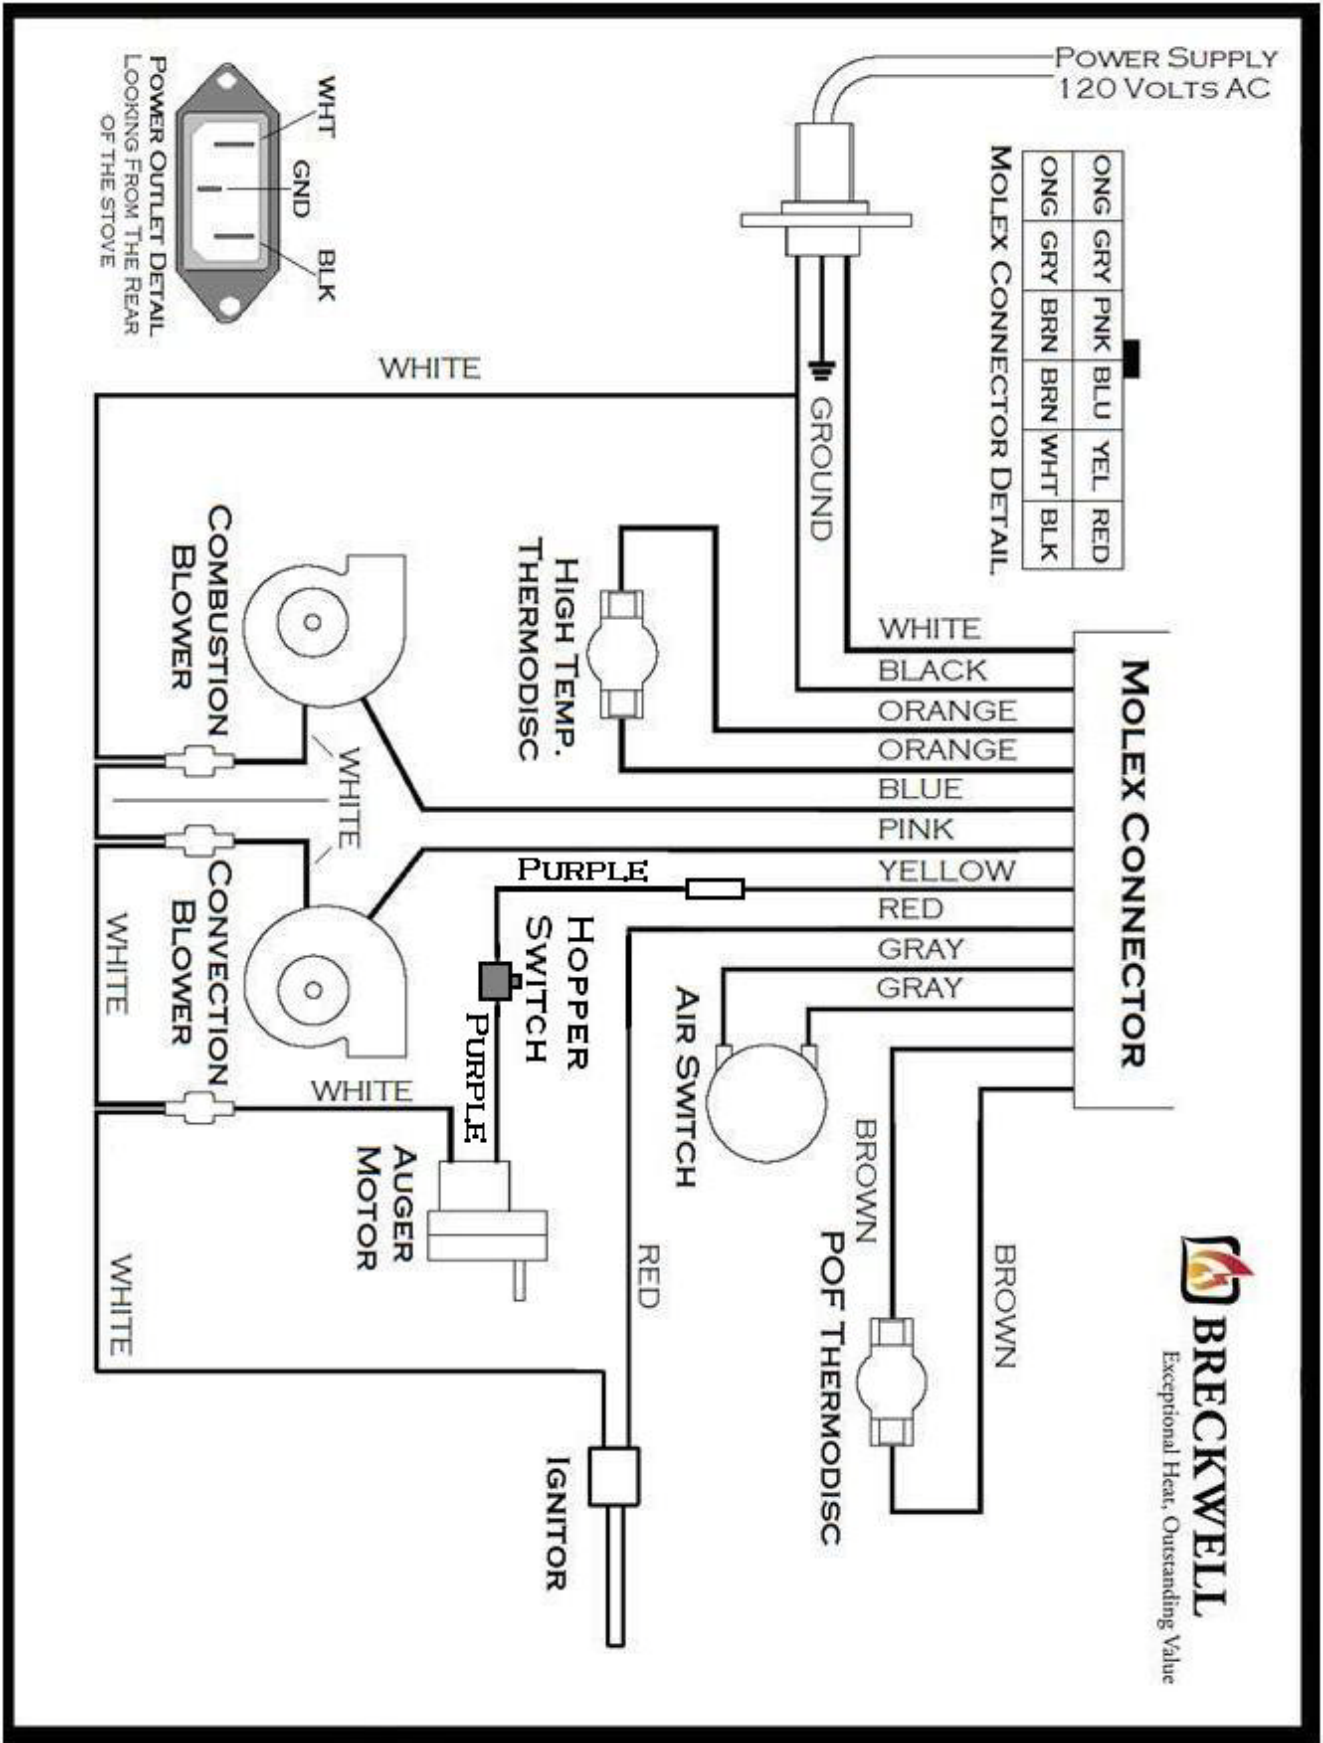 POWER SUPPLY
120 VOLTS AC
ONG GRY PNK BLU YEL RED
ONG GRY BRN BRN WHT BLK
MOLEX CONNECTOR DETAIL
WHT
GND
BLK
POWER OUTLET DETAIL
LOOKING FROM THE REAR
OF THE STOVE
WHITE
GROUND
COMBUSTION
BLOWER
HIGH TEMP.
THERMODISC
WHITE
BLACK
ORANGE
ORANGE
BLUE
PINK
YELLOW
RED
GRAY
GRAY
MOLEX CONNECTOR
WHITE
PURPLE
HOPPER
SWITCH
PURPLE
CONVECTION
BLOWER
WHITE
WHITE
AIR SWITCH
AUGER
MOTOR
BROWN
BROWN
POF THERMODISC
RED
WHITE
IGNITOR
BRECKWELL
Exceptional Heat, Outstanding Value